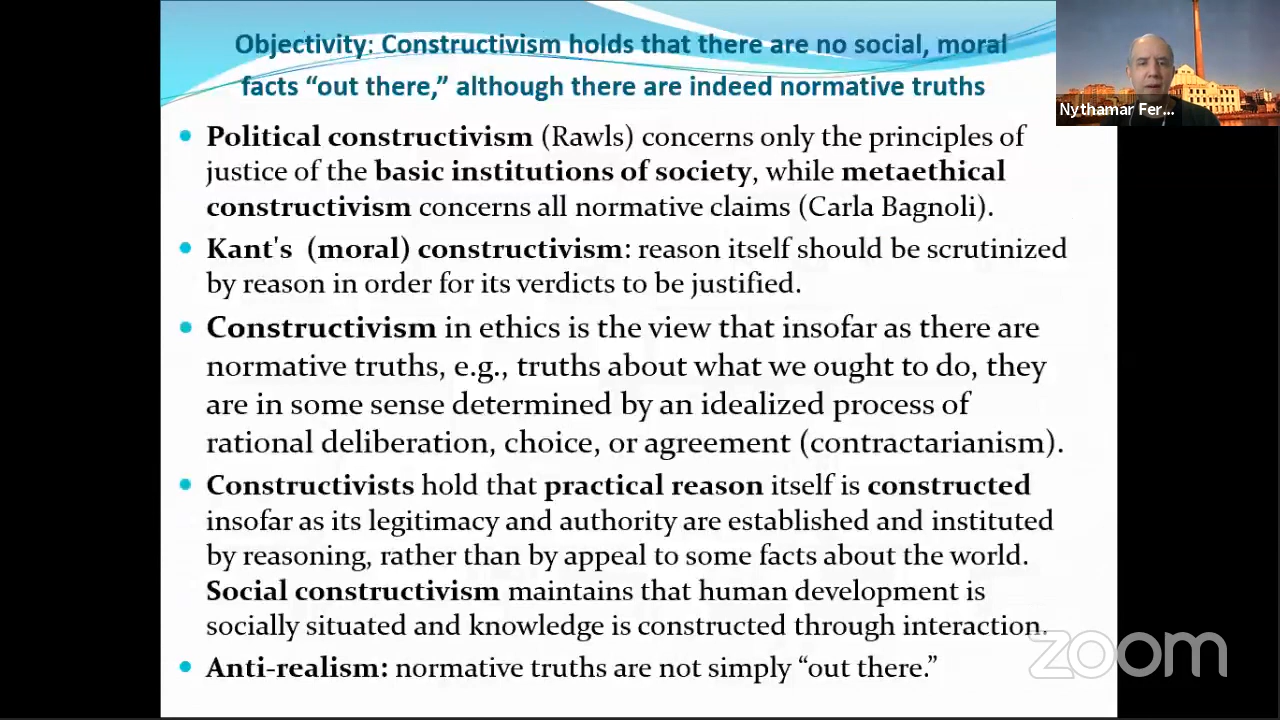 Objectivity: Constructivism holds that there are no social, moral
facts “out there,” although there are indeed normative truths
Nythamar Fer...
• Political constructivism (Rawls) concerns only the principles of
justice of the basic institutions of society, while metaethical
constructivism concerns all normative claims (Carla Bagnoli).
• Kant's (moral) constructivism: reason itself should be scrutinized
by reason in order for its verdicts to be justified.
• Constructivism in ethics is the view that insofar as there are
normative truths, e.g., truths about what we ought to do, they
are in some sense determined by an idealized process of
rational deliberation, choice, or agreement (contractarianism).
• Constructivists hold that practical reason itself is constructed
insofar as its legitimacy and authority are established and instituted
by reasoning, rather than by appeal to some facts about the world.
Social constructivism maintains that human development is
socially situated and knowledge is constructed through interaction.
• Anti-realism: normative truths are not simply “out there.”
zoom